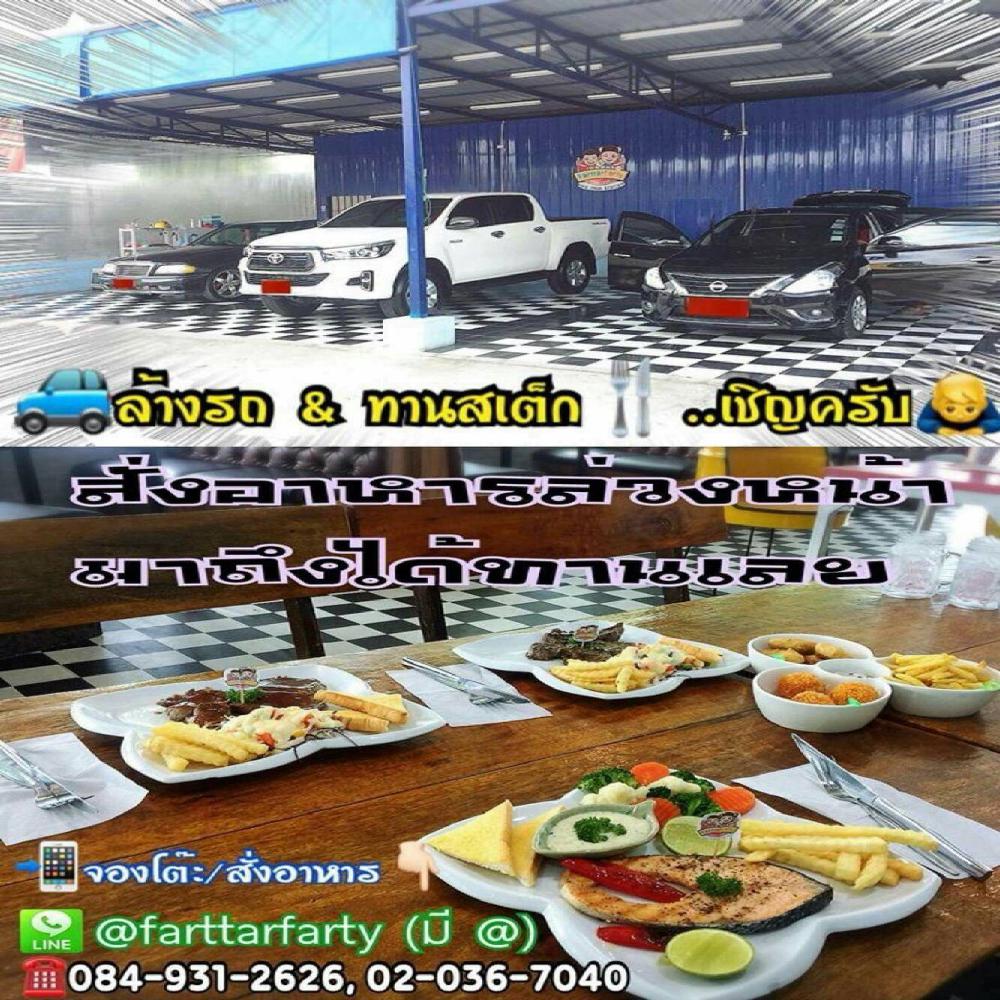 Farttarfarty
ล้างรถ & ทานสเต็ก ..เชิญครับ
สั่งอาหารล่วงหน้า
มาถึงได้ทานเลย
จองโต๊ะ/สั่งอาหาร
LINE @farttarfarty (มี @)
084-931-2626, 02-036-7040